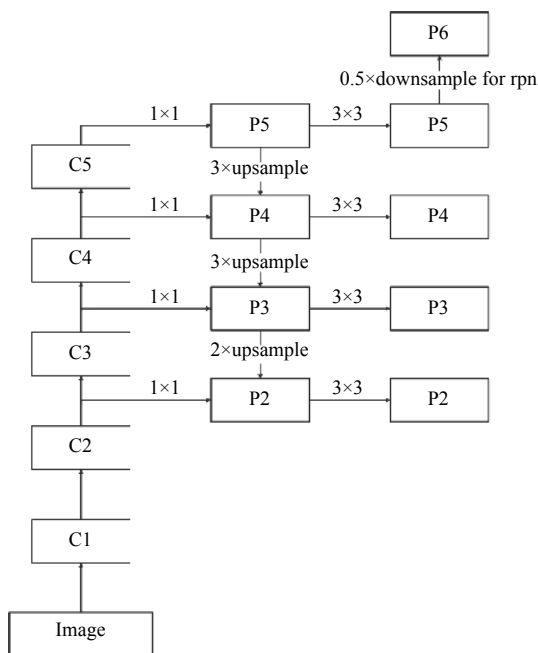 P6
0.5×downsample for rpn
1×1
P5
3×3
P5
C5
3×upsample
1×1
P4
3×3
P4
C4
3×upsample
1×1
P3
3×3
P3
C3
2×upsample
1×1
P2
3×3
P2
C2
C1
Image